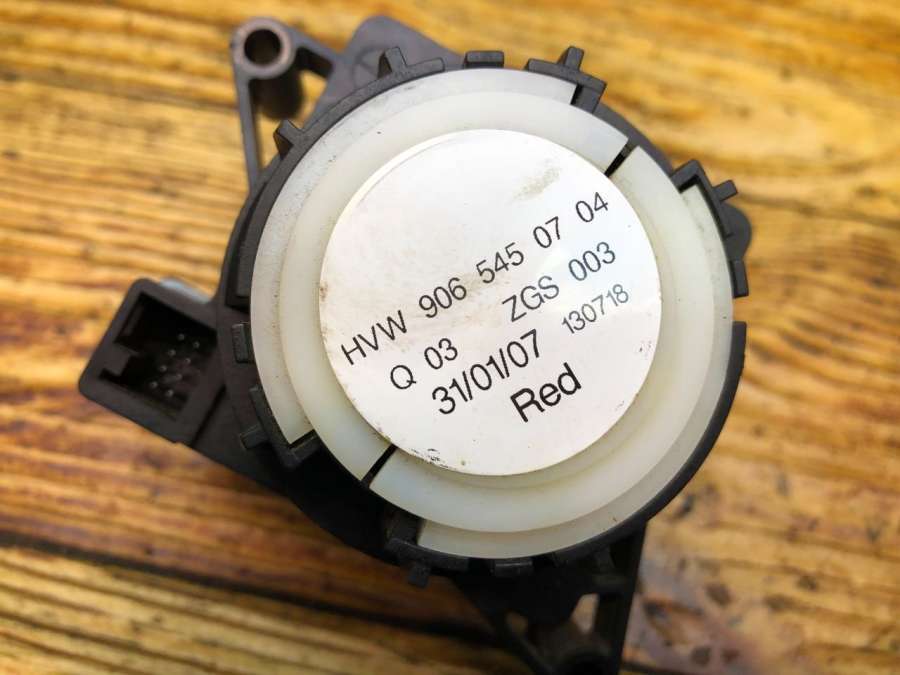 HVW 906 545 07 04
Q 03 ZGS 003
31/01/07 130718
Red